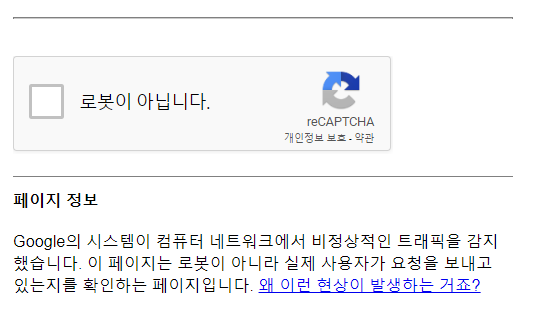 로봇이 아닙니다.
reCAPTCHA
개인정보 보호 - 약관
페이지 정보
Google의 시스템이 컴퓨터 네트워크에서 비정상적인 트래픽을 감지
했습니다. 이 페이지는 로봇이 아니라 실제 사용자가 요청을 보내고
있는지를 확인하는 페이지입니다. 왜 이런 현상이 발생하는 거죠?